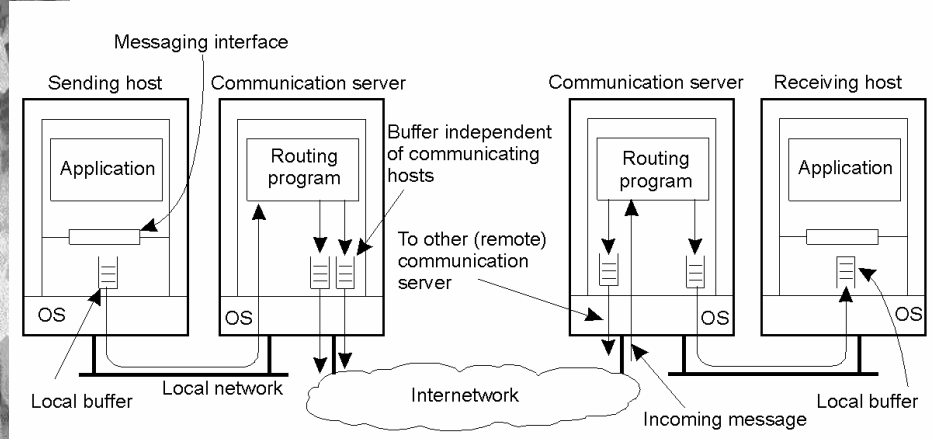 Messaging interface
Sending host
Communication server
Communication server
Receiving host
Buffer independent
of communicating
hosts
Application
Routing
program
Routing
program
Application
To other (remote)
communication
server
OS
OS
OS
OS
Local network
Internetwork
Local buffer
Incoming message
Local buffer